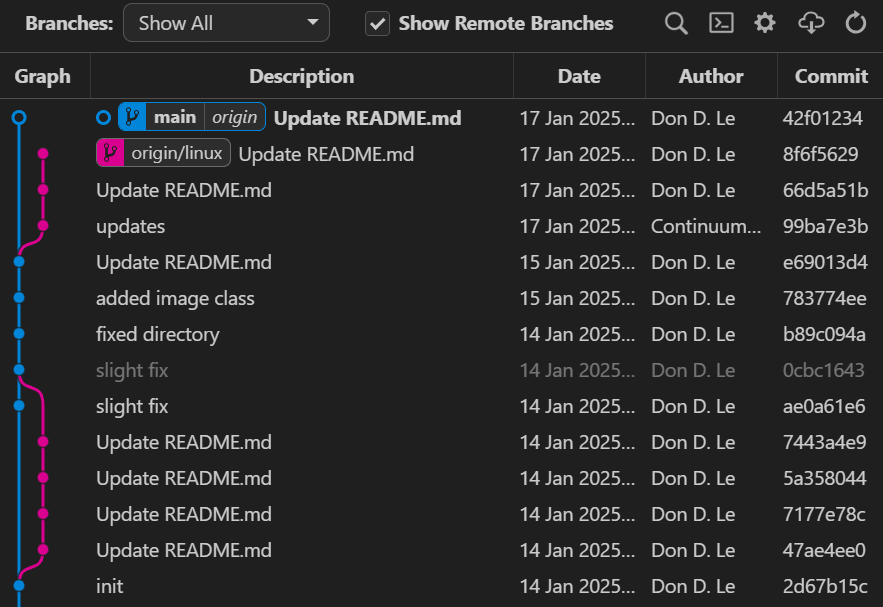 Branches: Show All Show Remote Branches
Graph Description Date Author Commit
main origin Update README.md 17 Jan 2025... Don D. Le 42f01234
origin/linux Update README.md 17 Jan 2025... Don D. Le 8f6f5629
Update README.md 17 Jan 2025... Don D. Le 66d5a51b
updates 17 Jan 2025... Continuum... 99ba7e3b
Update README.md 15 Jan 2025... Don D. Le e69013d4
added image class 15 Jan 2025... Don D. Le 783774ee
fixed directory 14 Jan 2025... Don D. Le b89c094a
slight fix 14 Jan 2025... Don D. Le 0cbc1643
slight fix 14 Jan 2025... Don D. Le ae0a61e6
Update README.md 14 Jan 2025... Don D. Le 7443a4e9
Update README.md 14 Jan 2025... Don D. Le 5a358044
Update README.md 14 Jan 2025... Don D. Le 7177e78c
Update README.md 14 Jan 2025... Don D. Le 47ae4ee0
init 14 Jan 2025... Don D. Le 2d67b15c